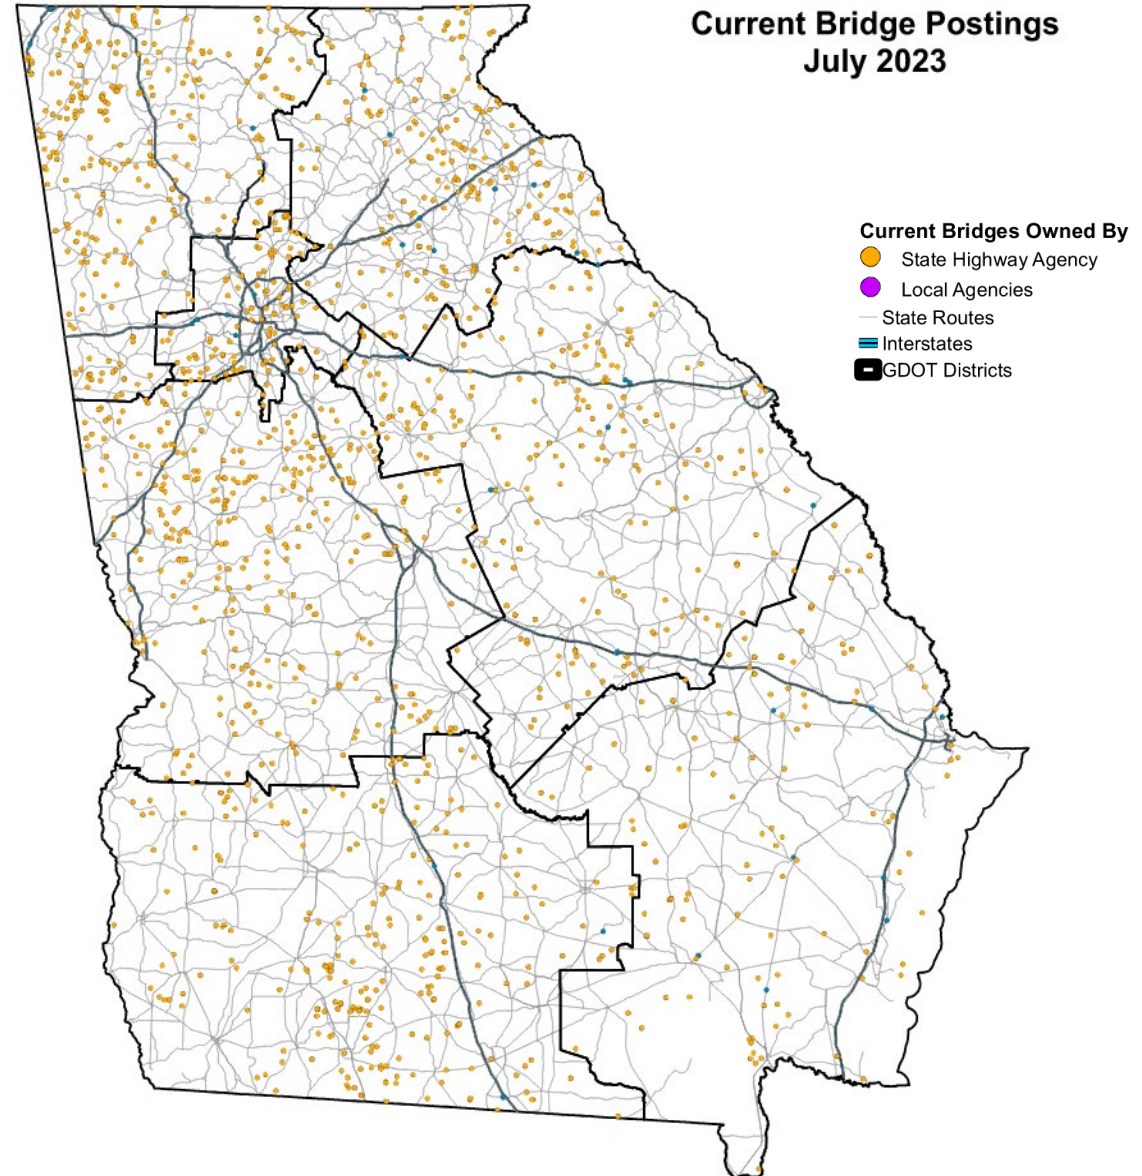 Current Bridge Postings
July 2023
Current Bridges Owned By
State Highway Agency
Local Agencies
State Routes
Interstates
GDOT Districts